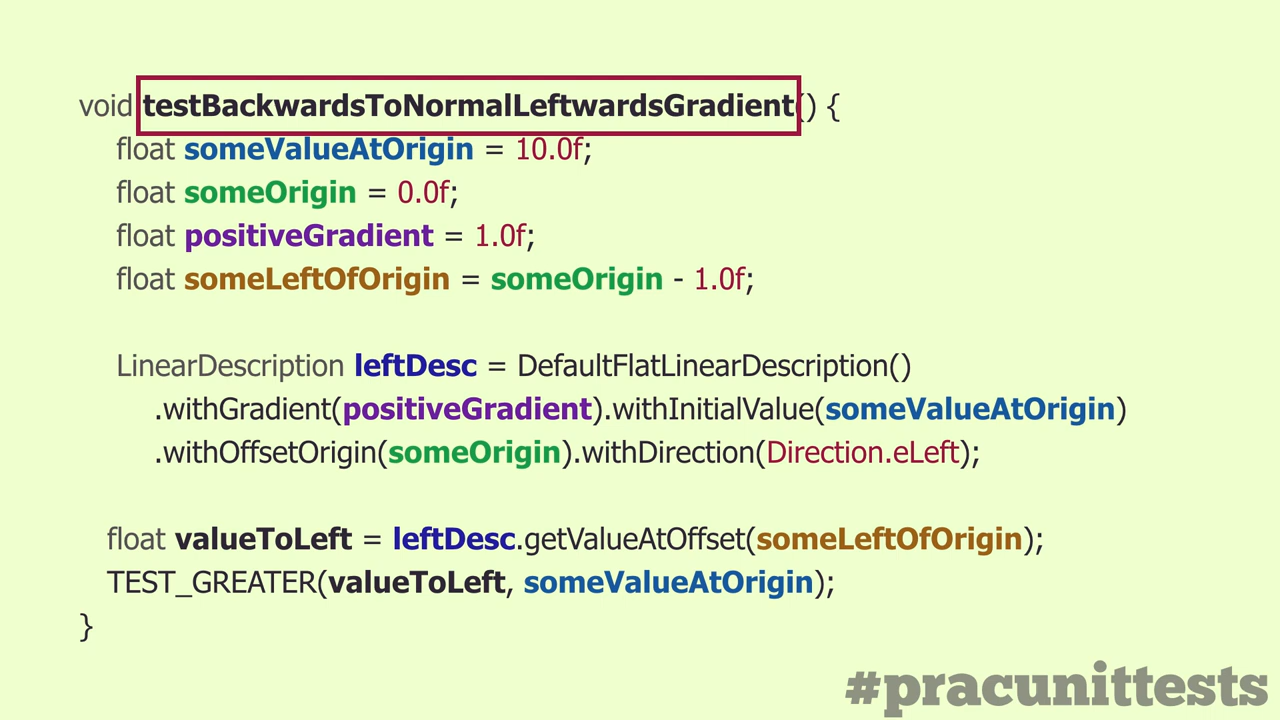 void testBackwardsToNormalLeftwardsGradient() {
float someValueAtOrigin = 10.0f;
float someOrigin = 0.0f;
float positiveGradient = 1.0f;
float someLeftOfOrigin = someOrigin - 1.0f;
LinearDescription leftDesc = DefaultFlatLinearDescription()
.withGradient(positiveGradient).withInitialValue(someValueAtOrigin)
.withOffsetOrigin(someOrigin).withDirection(Direction.eLeft);
float valueToLeft = leftDesc.getValueAtOffset(someLeftOfOrigin);
TEST_GREATER(valueToLeft, someValueAtOrigin);
}
#pracunittests